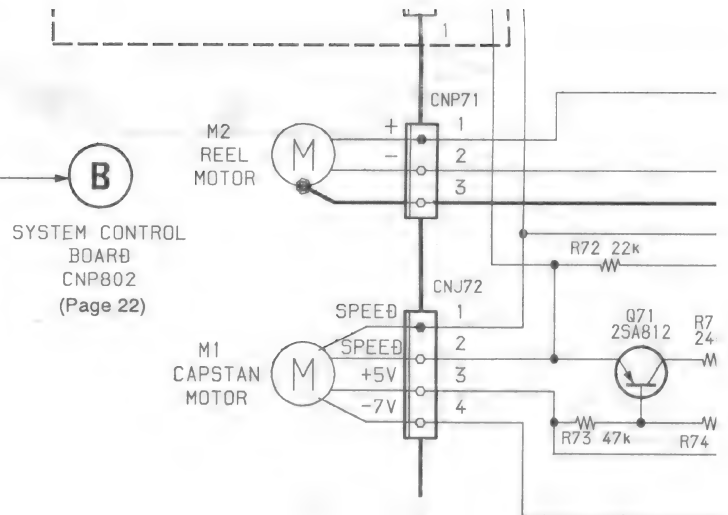 1
CNP71
M2
REEL
MOTOR
M
+
-
1
2
3
B
SYSTEM CONTROL
BOARD
CNP802
(Page 22)
R72 22k
CNJ72
SPEED
SPEED
+5V
-7V
1
2
3
4
M1
CAPSTAN
MOTOR
M
Q71
2SA812
R7
24
R73 47k
R74